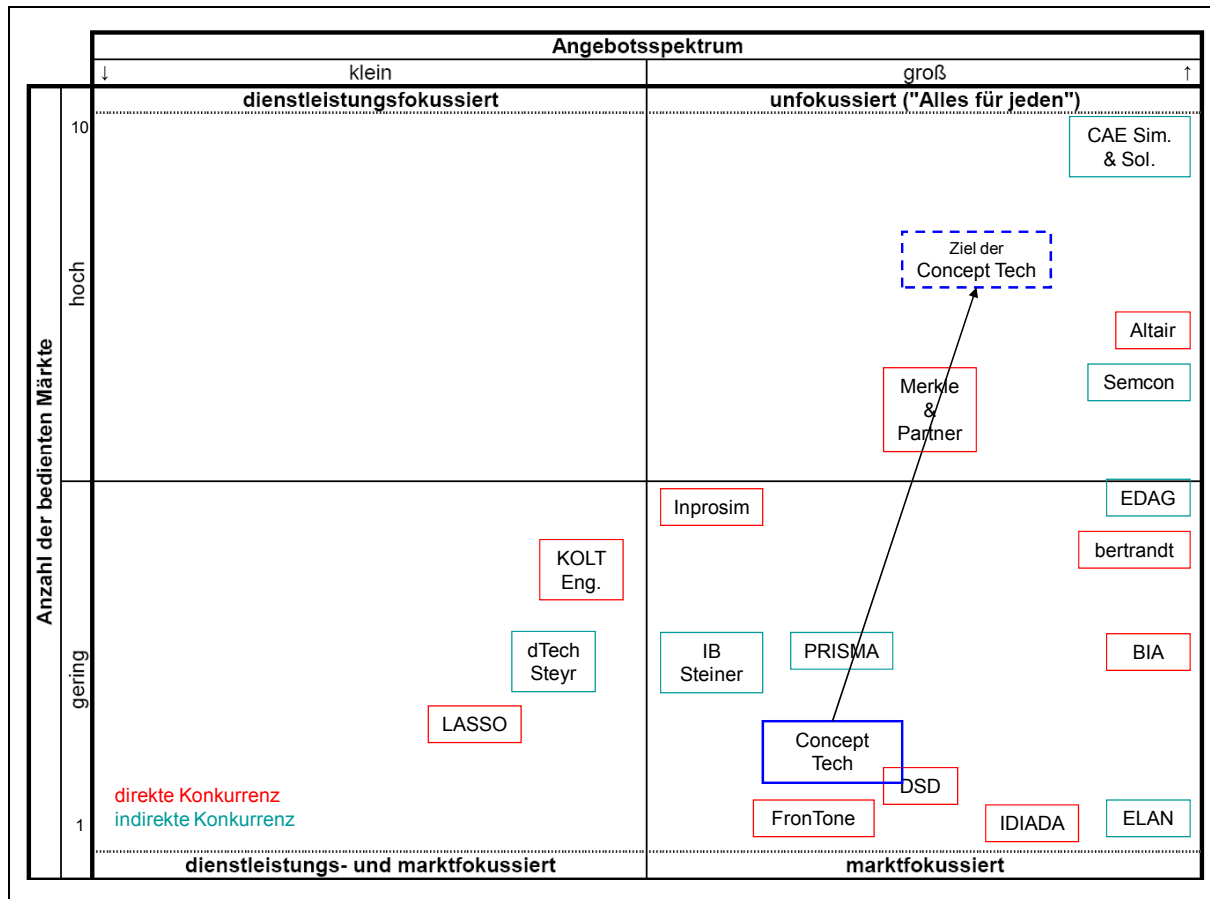 Angebotsspektrum
↓ klein groß ↑
dienstleistungsfokussiert unfokussiert ("Alles für jeden")
Anzahl der bedienten Märkte
10
hoch
gering
1
CAE Sim.
& Sol.
Ziel der
Concept Tech
Altair
Semcon
Merkle
&
Partner
EDAG
Inprosim
bertrandt
KOLT
Eng.
dTech
Steyr
IB
Steiner
PRISMA
BIA
LASSO
Concept
Tech
DSD
FronTone
IDIADA
ELAN
direkte Konkurrenz
indirekte Konkurrenz
dienstleistungs- und marktfokussiert marktfokussiert